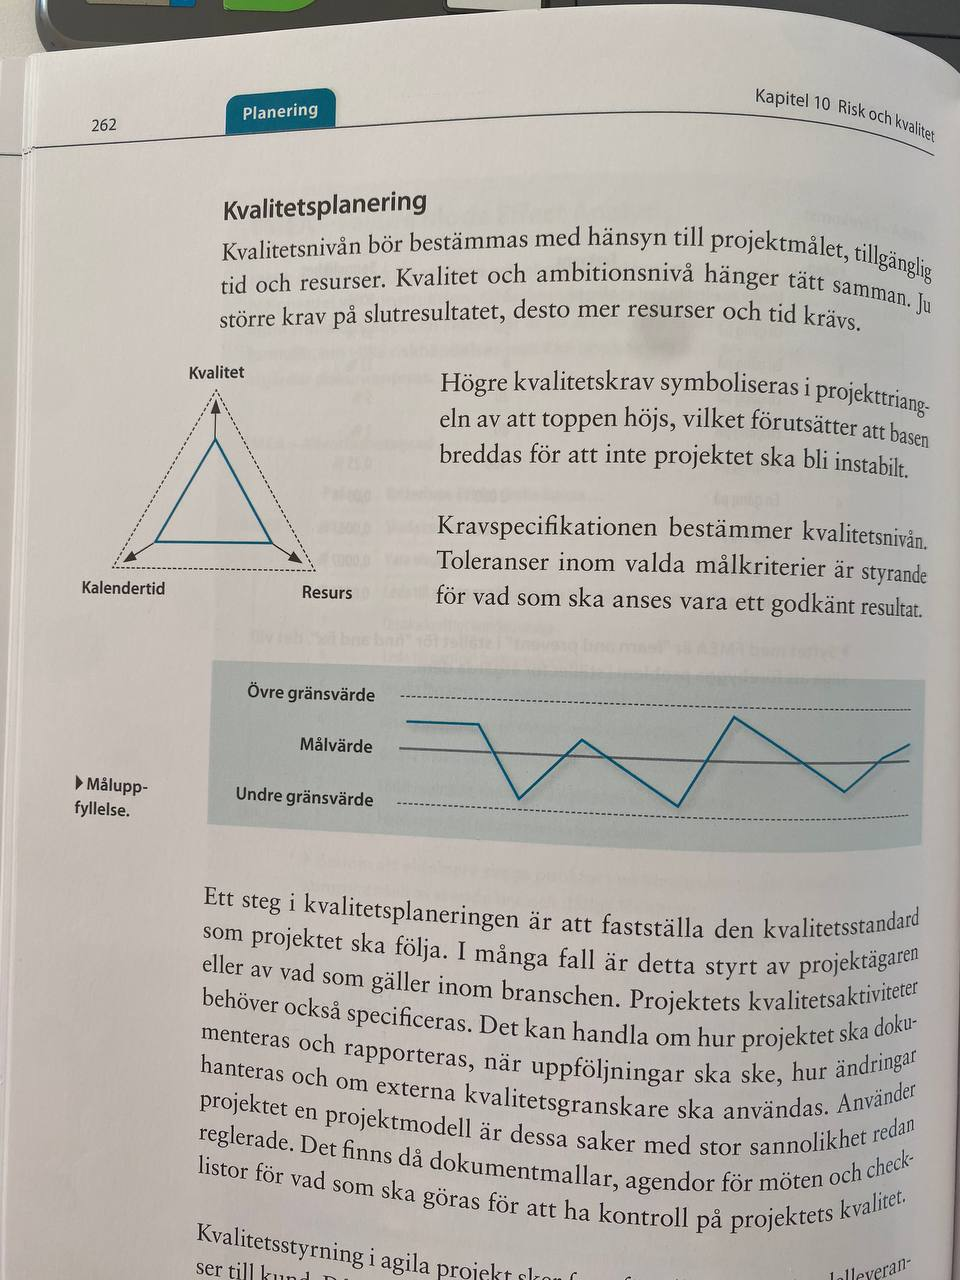 262
Planering
Kapitel 10 Risk och kvalitet
Kvalitetsplanering
Kvalitetsnivån bör bestämmas med hänsyn till projektmålet, tillgänglig
tid och resurser. Kvalitet och ambitionsnivå hänger tätt samman. Ju
större krav på slutresultatet, desto mer resurser och tid krävs.
Kvalitet
Kalendertid
Resurs
Högre kvalitetskrav symboliseras i projekttriang-
eln av att toppen höjs, vilket förutsätter att basen
breddas för att inte projektet ska bli instabilt.
Kravspecifikationen bestämmer kvalitetsnivån.
Toleranser inom valda målkriterier är styrande
för vad som ska anses vara ett godkänt resultat.
Övre gränsvärde
Målvärde
Undre gränsvärde
Målupp-
fyllelse.
Ett steg i kvalitetsplaneringen är att fastställa den kvalitetsstandard
som projektet ska följa. I många fall är detta styrt av projektägaren
eller av vad som gäller inom branschen. Projektets kvalitetsaktiviteter
behöver också specificeras. Det kan handla om hur projektet ska doku-
menteras och rapporteras, när uppföljningar ska ske, hur ändringar
hanteras och om externa kvalitetsgranskare ska användas. Använder
projektet en projektmodell är dessa saker med stor sannolikhet redan
reglerade. Det finns då dokumentmallar, agendor för möten och check-
listor för vad som ska göras för att ha kontroll på projektets kvalitet.
Kvalitetsstyrning i agila projekt
ser till kund.